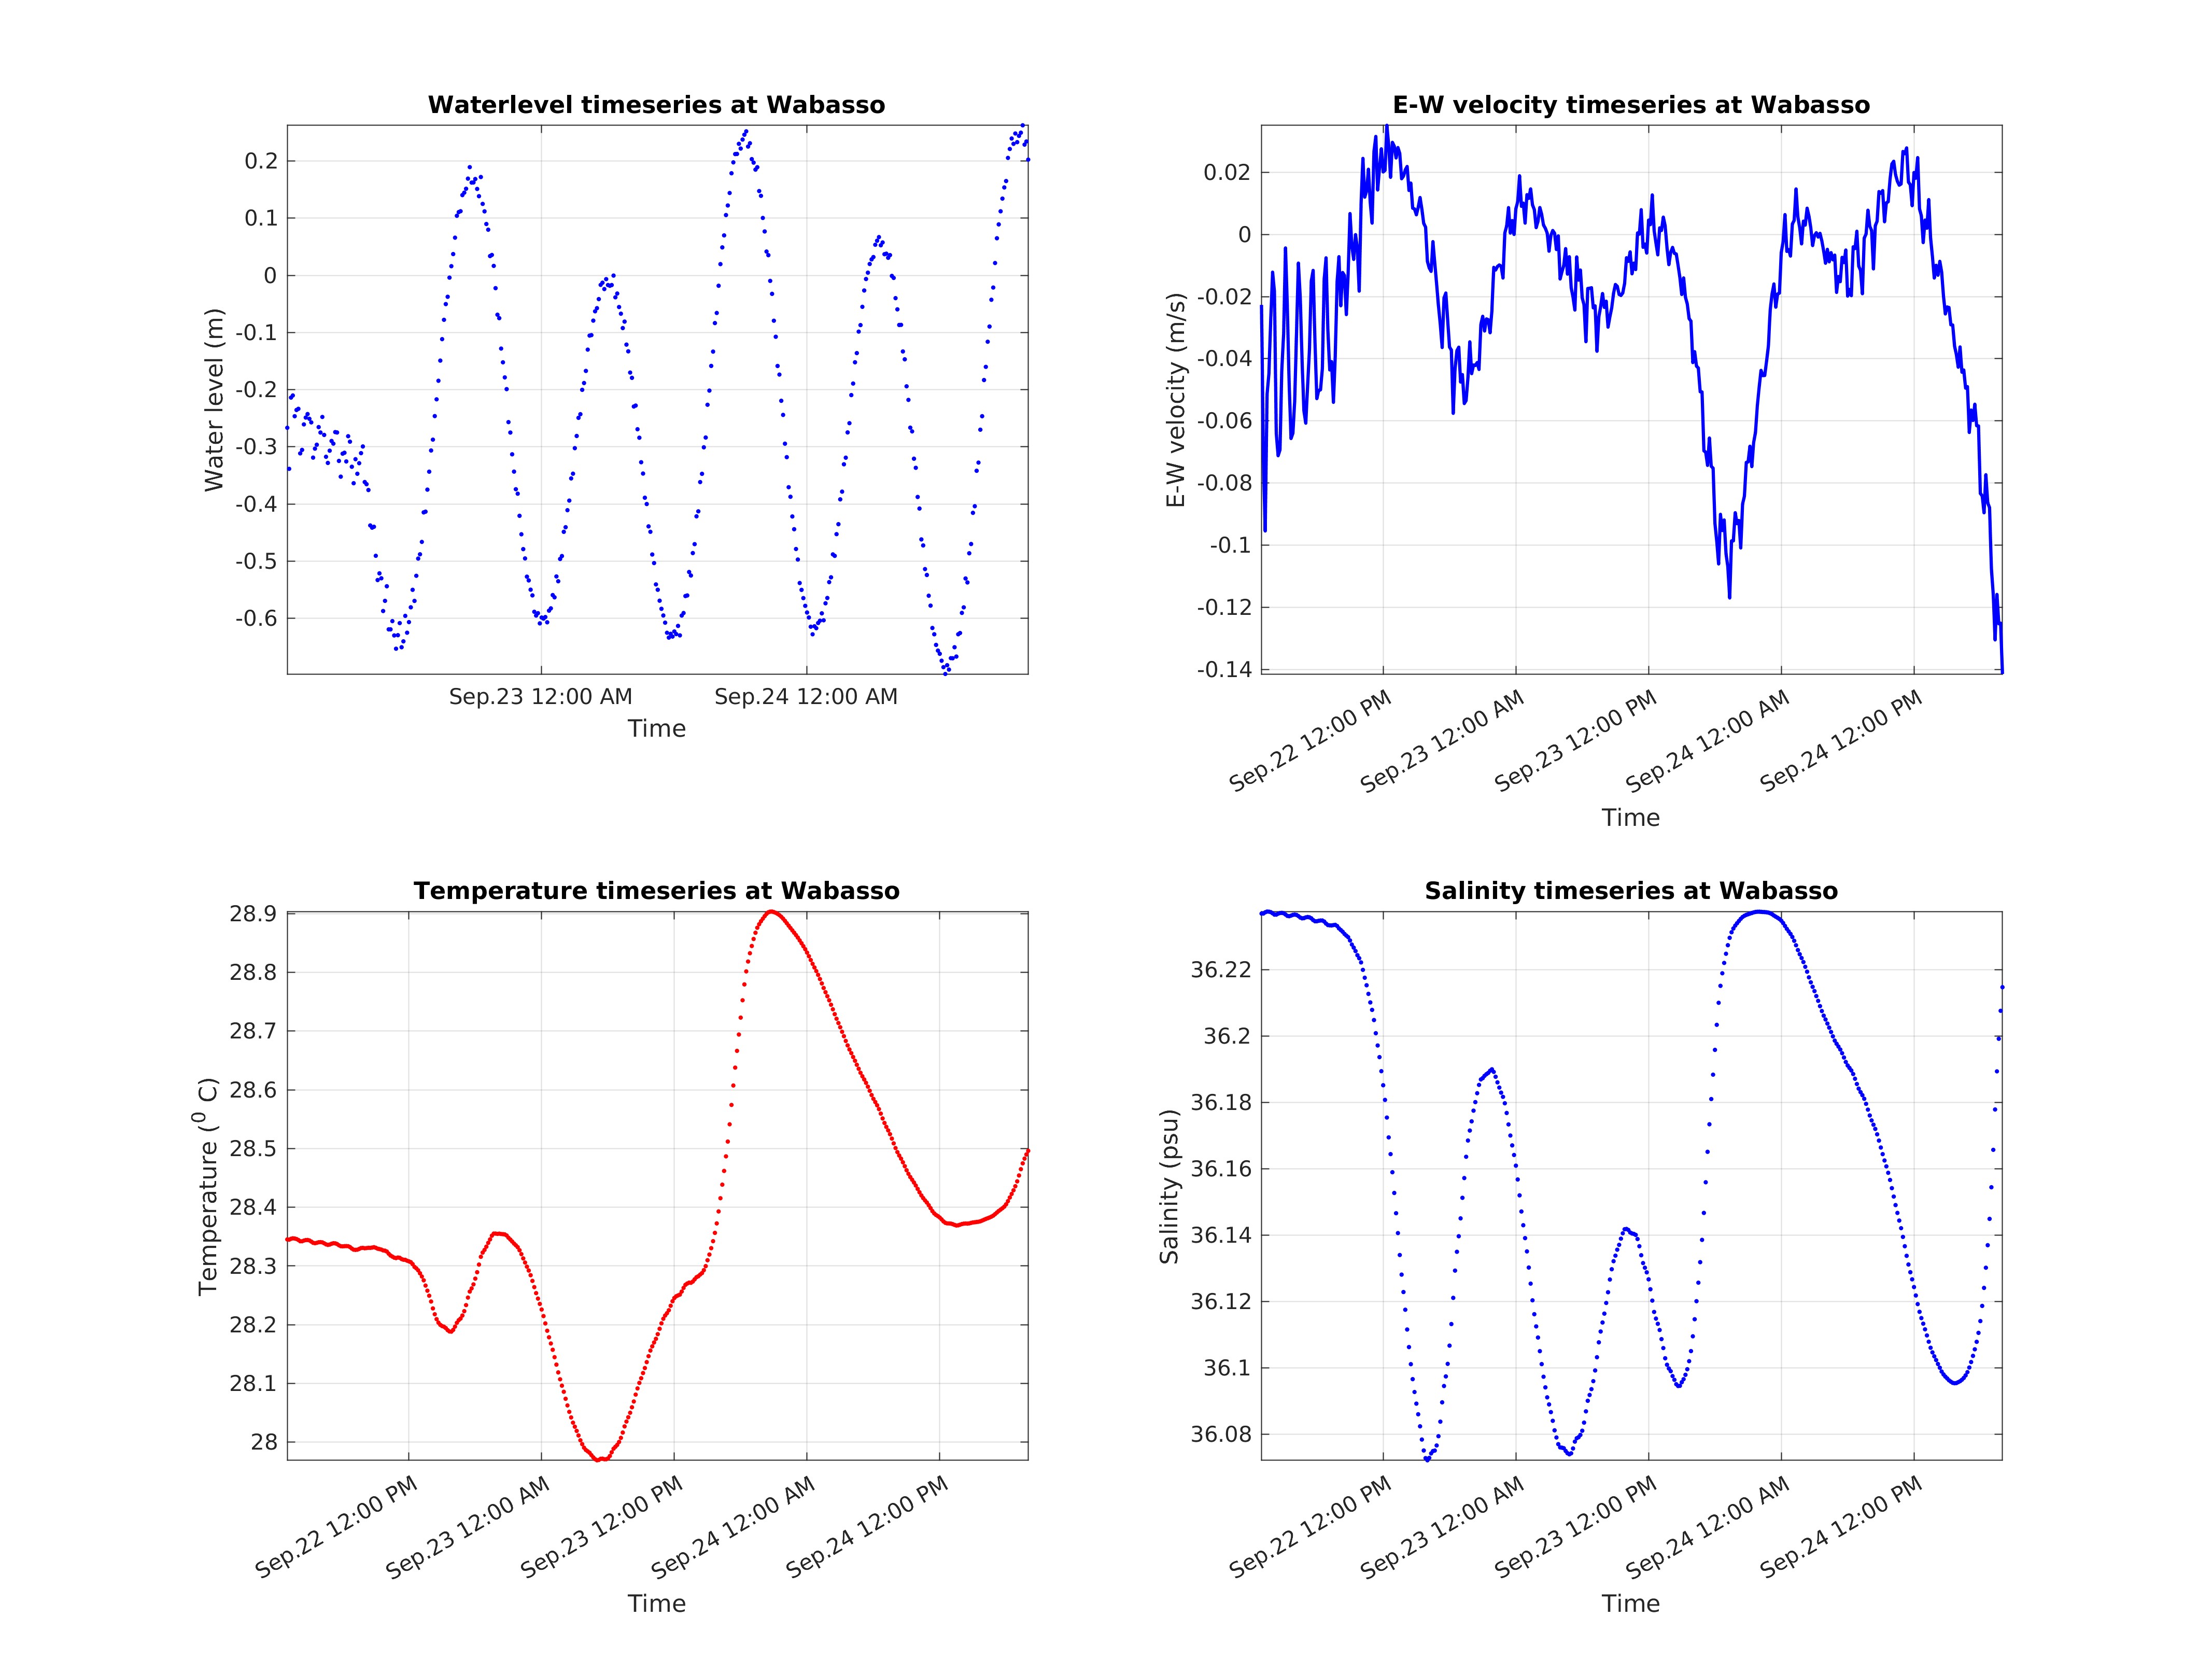 Waterlevel timeseries at Wabasso
0.2
0.1
0
-0.1
-0.2
-0.3
-0.4
-0.5
-0.6
Water level (m)
Sep.23 12:00 AM
Sep.24 12:00 AM
Time
E-W velocity timeseries at Wabasso
0.02
0
-0.02
-0.04
-0.06
-0.08
-0.1
-0.12
-0.14
E-W velocity (m/s)
Sep.22 12:00 PM
Sep.23 12:00 AM
Sep.23 12:00 PM
Sep.24 12:00 AM
Sep.24 12:00 PM
Time
Temperature timeseries at Wabasso
28.9
28.8
28.7
28.6
28.5
28.4
28.3
28.2
28.1
28
Temperature (⁰ C)
Sep.22 12:00 PM
Sep.23 12:00 AM
Sep.23 12:00 PM
Sep.24 12:00 AM
Sep.24 12:00 PM
Time
Salinity timeseries at Wabasso
36.22
36.2
36.18
36.16
36.14
36.12
36.1
36.08
Salinity (psu)
Sep.22 12:00 PM
Sep.23 12:00 AM
Sep.23 12:00 PM
Sep.24 12:00 AM
Sep.24 12:00 PM
Time